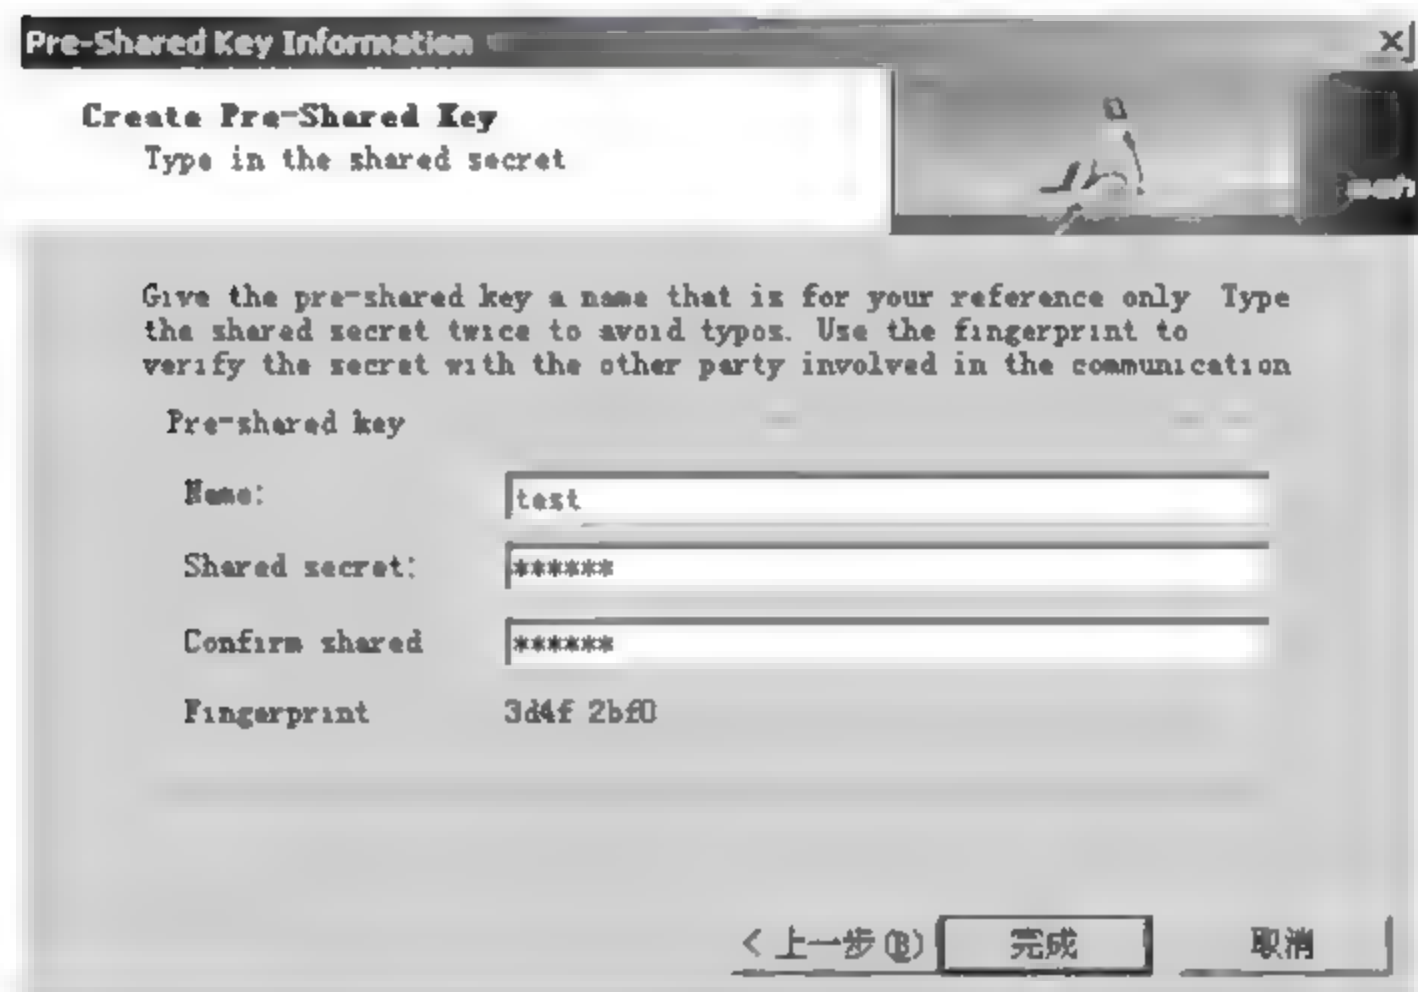 Pre-Shared Key Information
Create Pre-Shared Key
Type in the shared secret
Give the pre-shared key a name that is for your reference only Type
the shared secret twice to avoid typos. Use the fingerprint to
verify the secret with the other party involved in the communication
Pre-shared key
Name: test
Shared secret: ******
Confirm shared ******
Fingerprint 3d4f 2bf0
< 上一步(B) 完成 取消